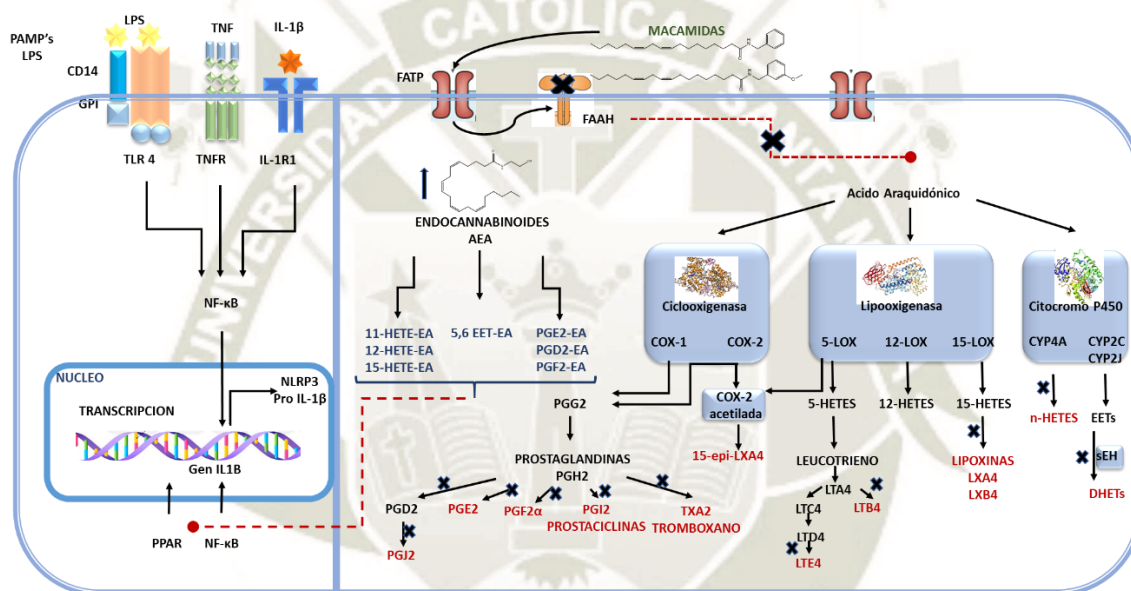 UNIVERSIDAD CATOLICA SANTA M
PAMP's
LPS
LPS
TNF
IL-1β
CD14
GPI
TLR 4
TNFR
IL-1R1
NF-κB
NUCLEO
TRANSCRIPCION
NLRP3
Pro IL-1β
Gen IL1B
PPAR
NF-κB
MACAMIDAS
FATP
FAAH
ENDOCANNABINOIDES
AEA
11-HETE-EA
12-HETE-EA
15-HETE-EA
5,6 EET-EA
PGE2-EA
PGD2-EA
PGF2-EA
Acido Araquidónico
Ciclooxigenasa
COX-1
COX-2
Lipooxigenasa
5-LOX
12-LOX
15-LOX
Citocromo P450
CYP4A
CYP2C
CYP2J
PGG2
COX-2
acetilada
15-epi-LXA4
PROSTAGLANDINAS
PGH2
PGD2
PGE2
PGF2α
PGI2
PROSTACICLINAS
TXA2
TROMBOXANO
PGJ2
5-HETES
12-HETES
15-HETES
LEUCOTRIENO
LTA4
LTC4
LTB4
LTD4
LTE4
LIPOXINAS
LXA4
LXB4
n-HETES
EETs
sEH
DHETs